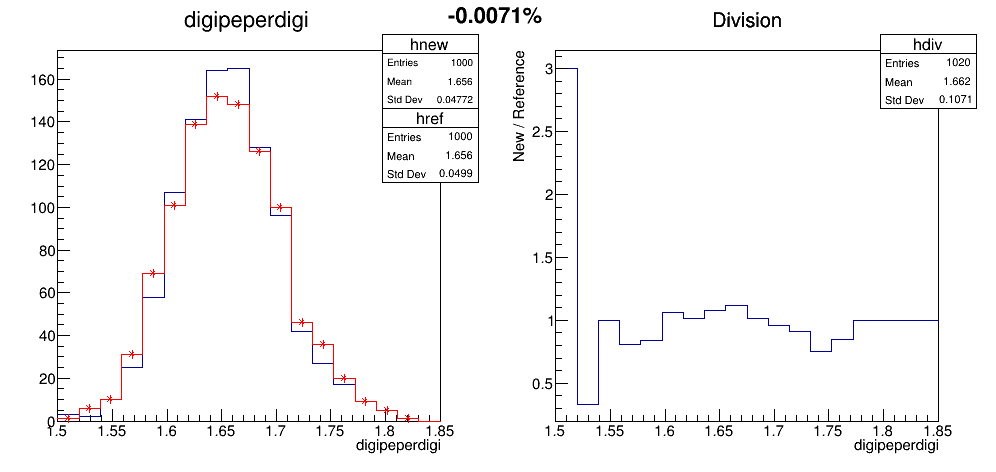 -0.0071%
digipeperdigi
hnew
Entries 1000
Mean 1.656
Std Dev 0.04772
href
Entries 1000
Mean 1.656
Std Dev 0.0499
160
140
120
100
80
60
40
20
0
1.5 1.55 1.6 1.65 1.7 1.75 1.8 1.85
digipeperdigi
Division
hdiv
Entries 1020
Mean 1.662
Std Dev 0.1071
New / Reference
3
2.5
2
1.5
1
0.5
1.5 1.55 1.6 1.65 1.7 1.75 1.8 1.85
digipeperdigi